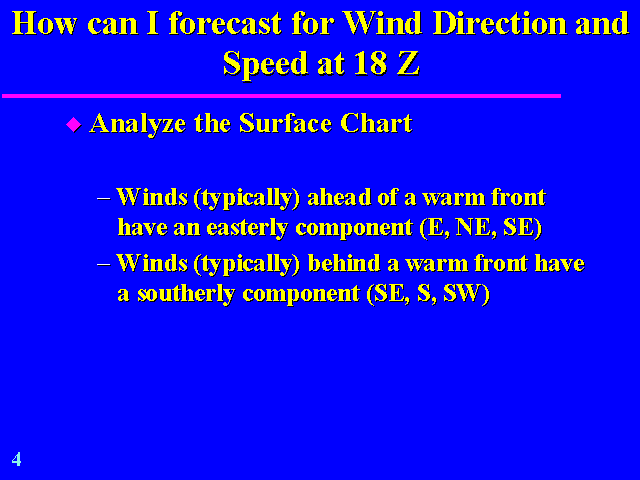 How can I forecast for Wind Direction and
Speed at 18 Z
Analyze the Surface Chart
– Winds (typically) ahead of a warm front
have an easterly component (E, NE, SE)
– Winds (typically) behind a warm front have
a southerly component (SE, S, SW)
4